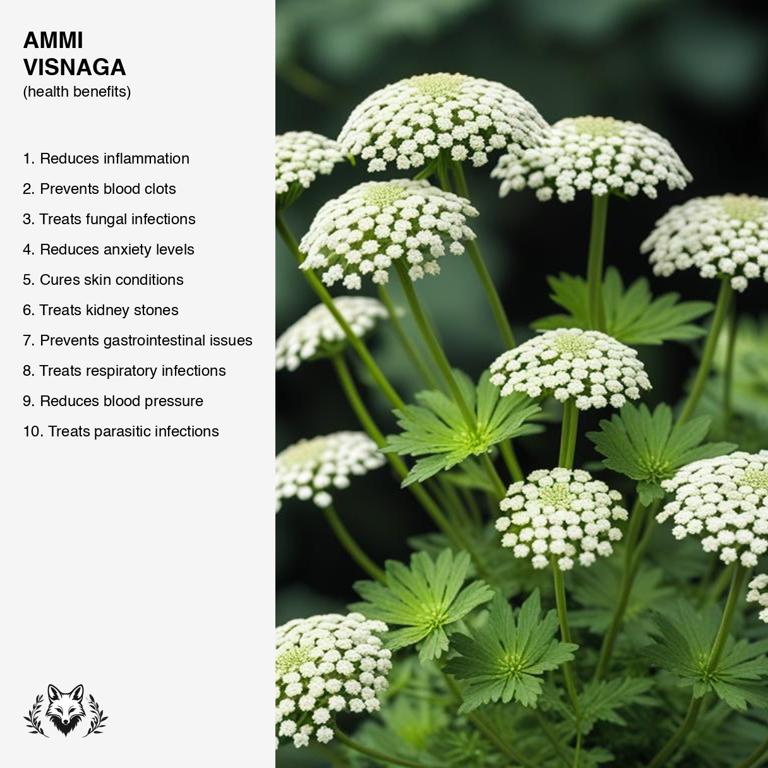 AMMI
VISNAGA
(health benefits)
1. Reduces inflammation
2. Prevents blood clots
3. Treats fungal infections
4. Reduces anxiety levels
5. Cures skin conditions
6. Treats kidney stones
7. Prevents gastrointestinal issues
8. Treats respiratory infections
9. Reduces blood pressure
10. Treats parasitic infections